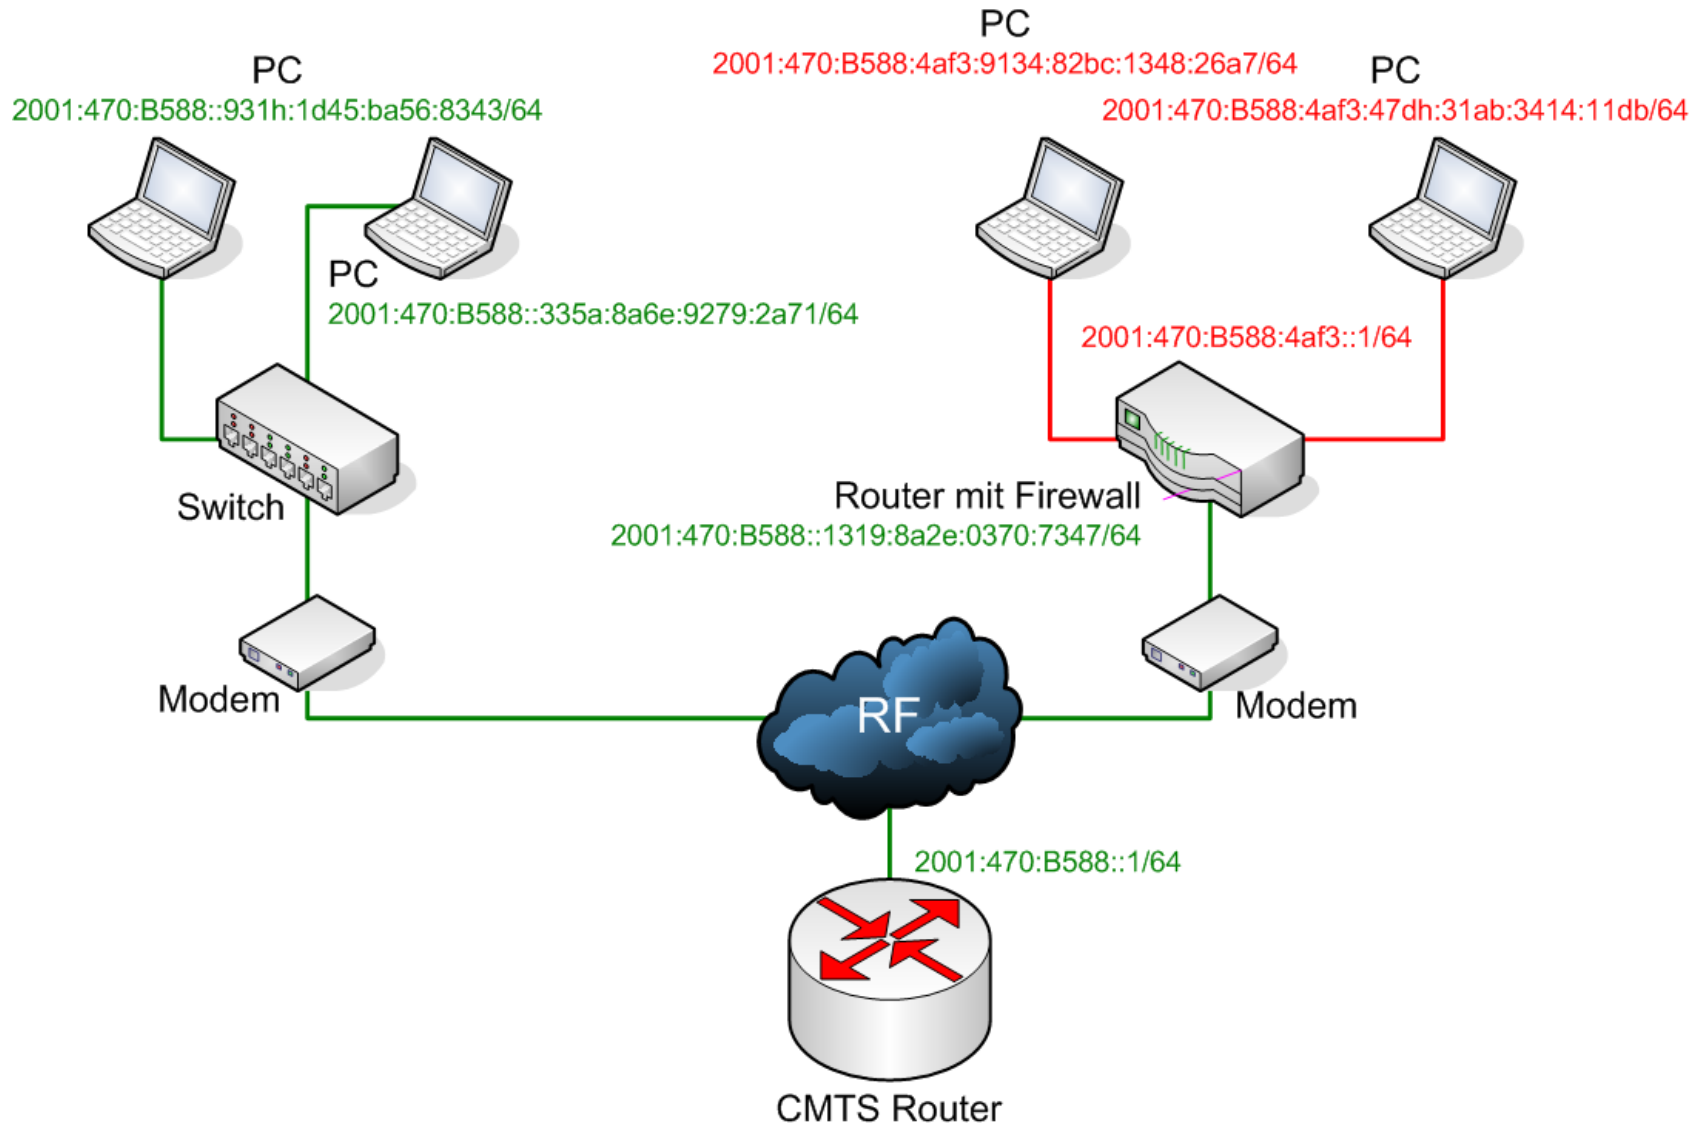 PC
2001:470:B588:4af3:9134:82bc:1348:26a7/64
PC
2001:470:B588::931h:1d45:ba56:8343/64
PC
2001:470:B588:4af3:47dh:31ab:3414:11db/64
PC
2001:470:B588::335a:8a6e:9279:2a71/64
2001:470:B588:4af3::1/64
Switch
Router mit Firewall
2001:470:B588::1319:8a2e:0370:7347/64
Modem
RF
Modem
2001:470:B588::1/64
CMTS Router